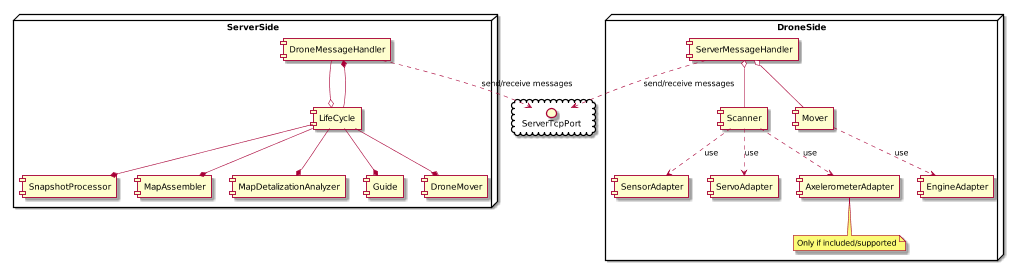 ServerSide
DroneMessageHandler
send/receive messages
LifeCycle
SnapshotProcessor
MapAssembler
MapDetalizationAnalyzer
Guide
DroneMover
ServerTcpPort
DroneSide
ServerMessageHandler
send/receive messages
Scanner
Mover
use
use
use
use
SensorAdapter
ServoAdapter
AxelerometerAdapter
EngineAdapter
Only if included/supported